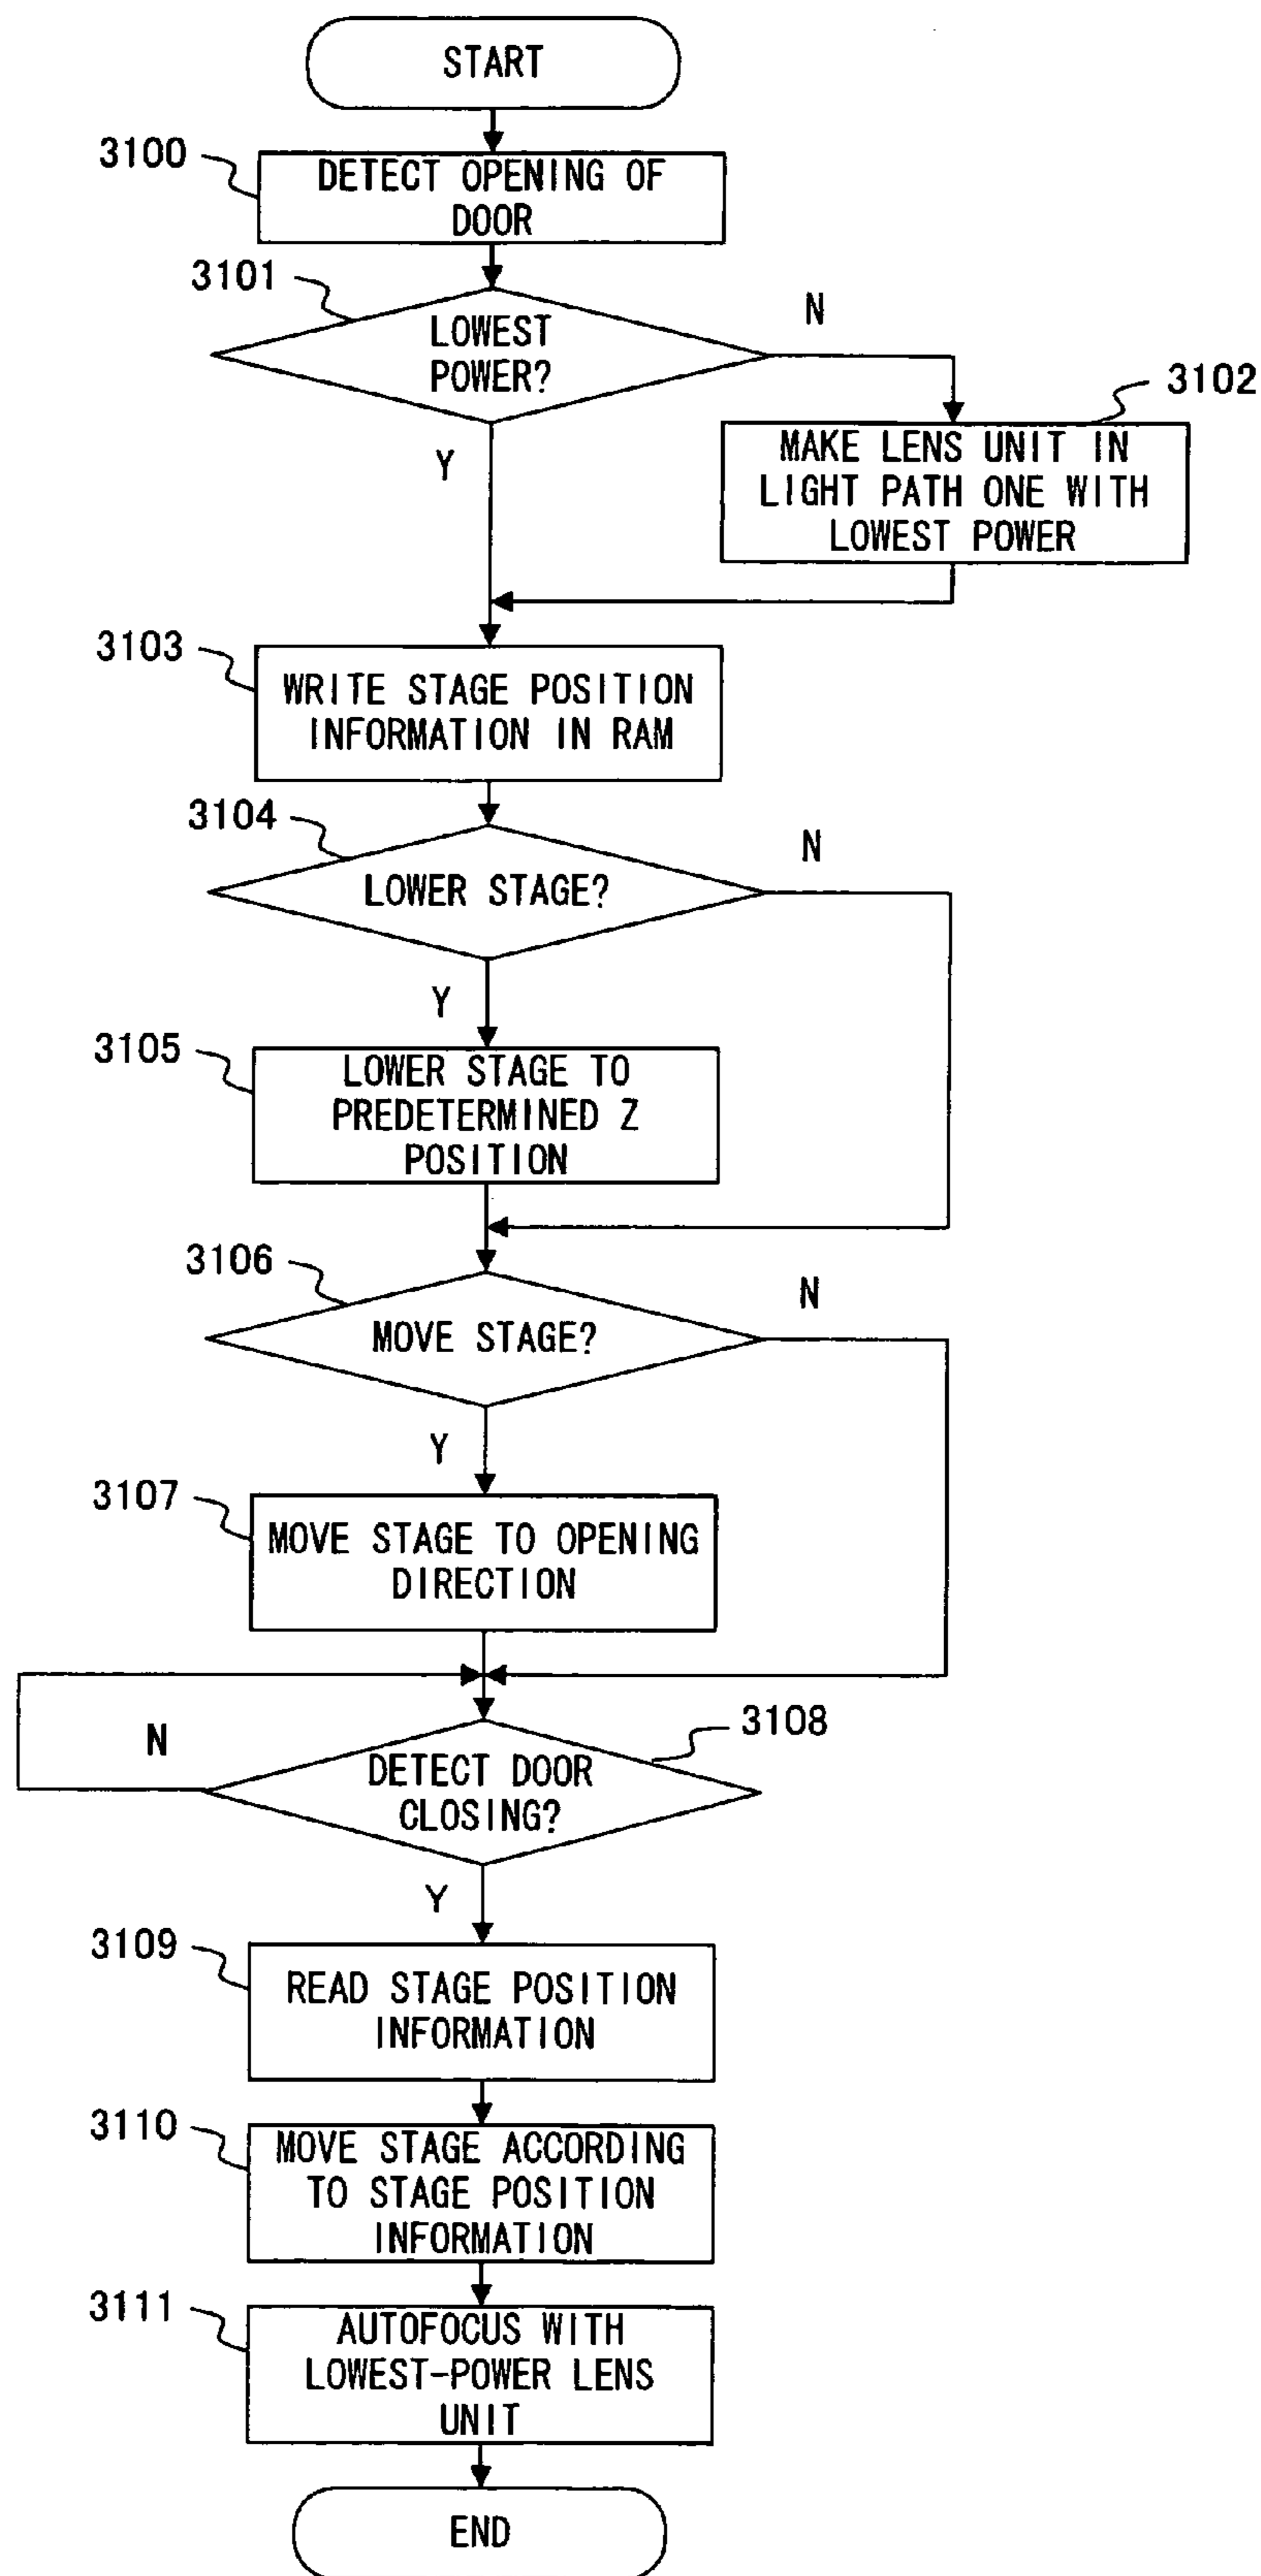 START
3100
DETECT OPENING OF
DOOR
3101
LOWEST
POWER?
N
Y
3102
MAKE LENS UNIT IN
LIGHT PATH ONE WITH
LOWEST POWER
3103
WRITE STAGE POSITION
INFORMATION IN RAM
3104
LOWER STAGE?
N
Y
3105
LOWER STAGE TO
PREDETERMINED Z
POSITION
3106
MOVE STAGE?
N
Y
3107
MOVE STAGE TO OPENING
DIRECTION
3108
N
DETECT DOOR
CLOSING?
Y
3109
READ STAGE POSITION
INFORMATION
3110
MOVE STAGE ACCORDING
TO STAGE POSITION
INFORMATION
3111
AUTOFOCUS WITH
LOWEST-POWER LENS
UNIT
END